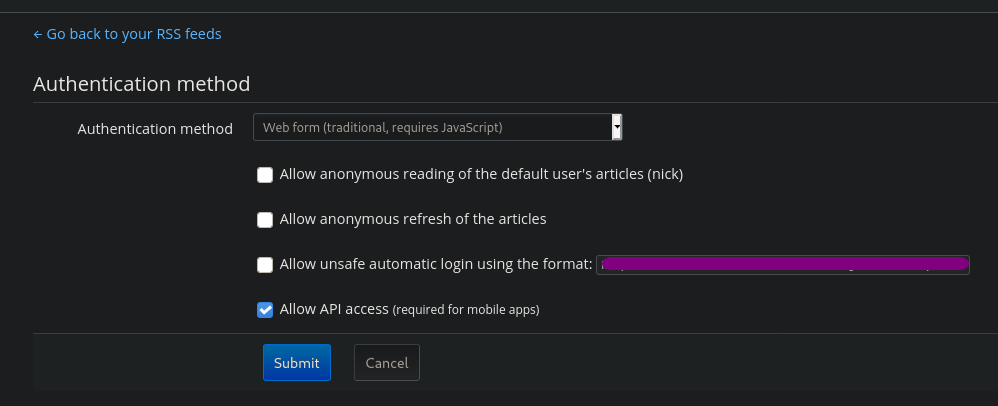 ← Go back to your RSS feeds
Authentication method
Authentication method Web form (traditional, requires JavaScript)
Allow anonymous reading of the default user's articles (nick)
Allow anonymous refresh of the articles
Allow unsafe automatic login using the format:
Allow API access (required for mobile apps)
Submit Cancel